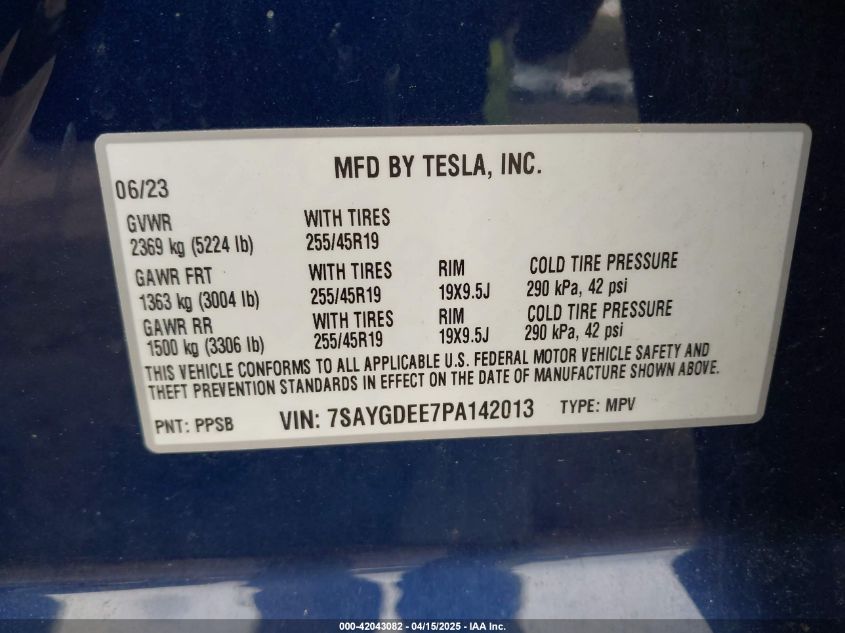 MFD BY TESLA, INC.
06/23
GVWR WITH TIRES
2369 kg (5224 lb) 255/45R19
GAWR FRT WITH TIRES RIM COLD TIRE PRESSURE
1363 kg (3004 lb) 255/45R19 19X9.5J 290 kPa, 42 psi
GAWR RR WITH TIRES RIM COLD TIRE PRESSURE
1500 kg (3306 lb) 255/45R19 19X9.5J 290 kPa, 42 psi
THIS VEHICLE CONFORMS TO ALL APPLICABLE U.S. FEDERAL MOTOR VEHICLE SAFETY AND
THEFT PREVENTION STANDARDS IN EFFECT ON THE DATE OF MANUFACTURE SHOWN ABOVE.
PNT: PPSB VIN: 7SAYGDEE7PA142013 TYPE: MPV
000-42043082 - 04/15/2025 - IAA Inc.